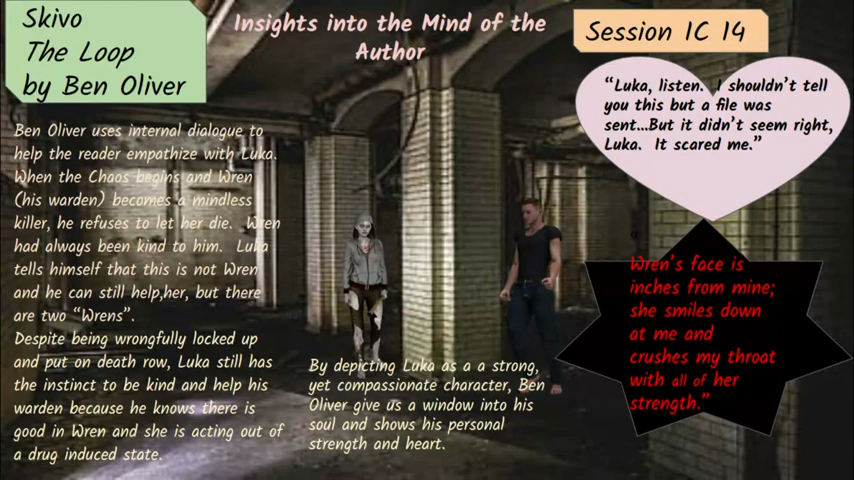 Skivo
The Loop
by Ben Oliver
Insights into the Mind of the
Author
Session 1C 14
Ben Oliver uses internal dialogue to
help the reader empathize with Luka.
When the Chaos begins and Wren
(his warden) becomes a mindless
killer, he refuses to let her die.  Wren
had always been kind to him.  Luka
tells himself that this is not Wren
and he can still help,her, but there
are two “Wrens”.
Despite being wrongfully locked up
and put on death row, Luka still has
the instinct to be kind and help his
warden because he knows there is
good in Wren and she is acting out of
a drug induced state.
By depicting Luka as a a strong,
yet compassionate character, Ben
Oliver give us a window into his
soul and shows his personal
strength and heart.
“Luka, listen.  I shouldn’t tell
you this but a file was
sent...But it didn’t seem right,
Luka.  It scared me.”
“
Wren’s face is
inches from mine;
she smiles down
at me and
crushes my throat
with all of her
strength.”